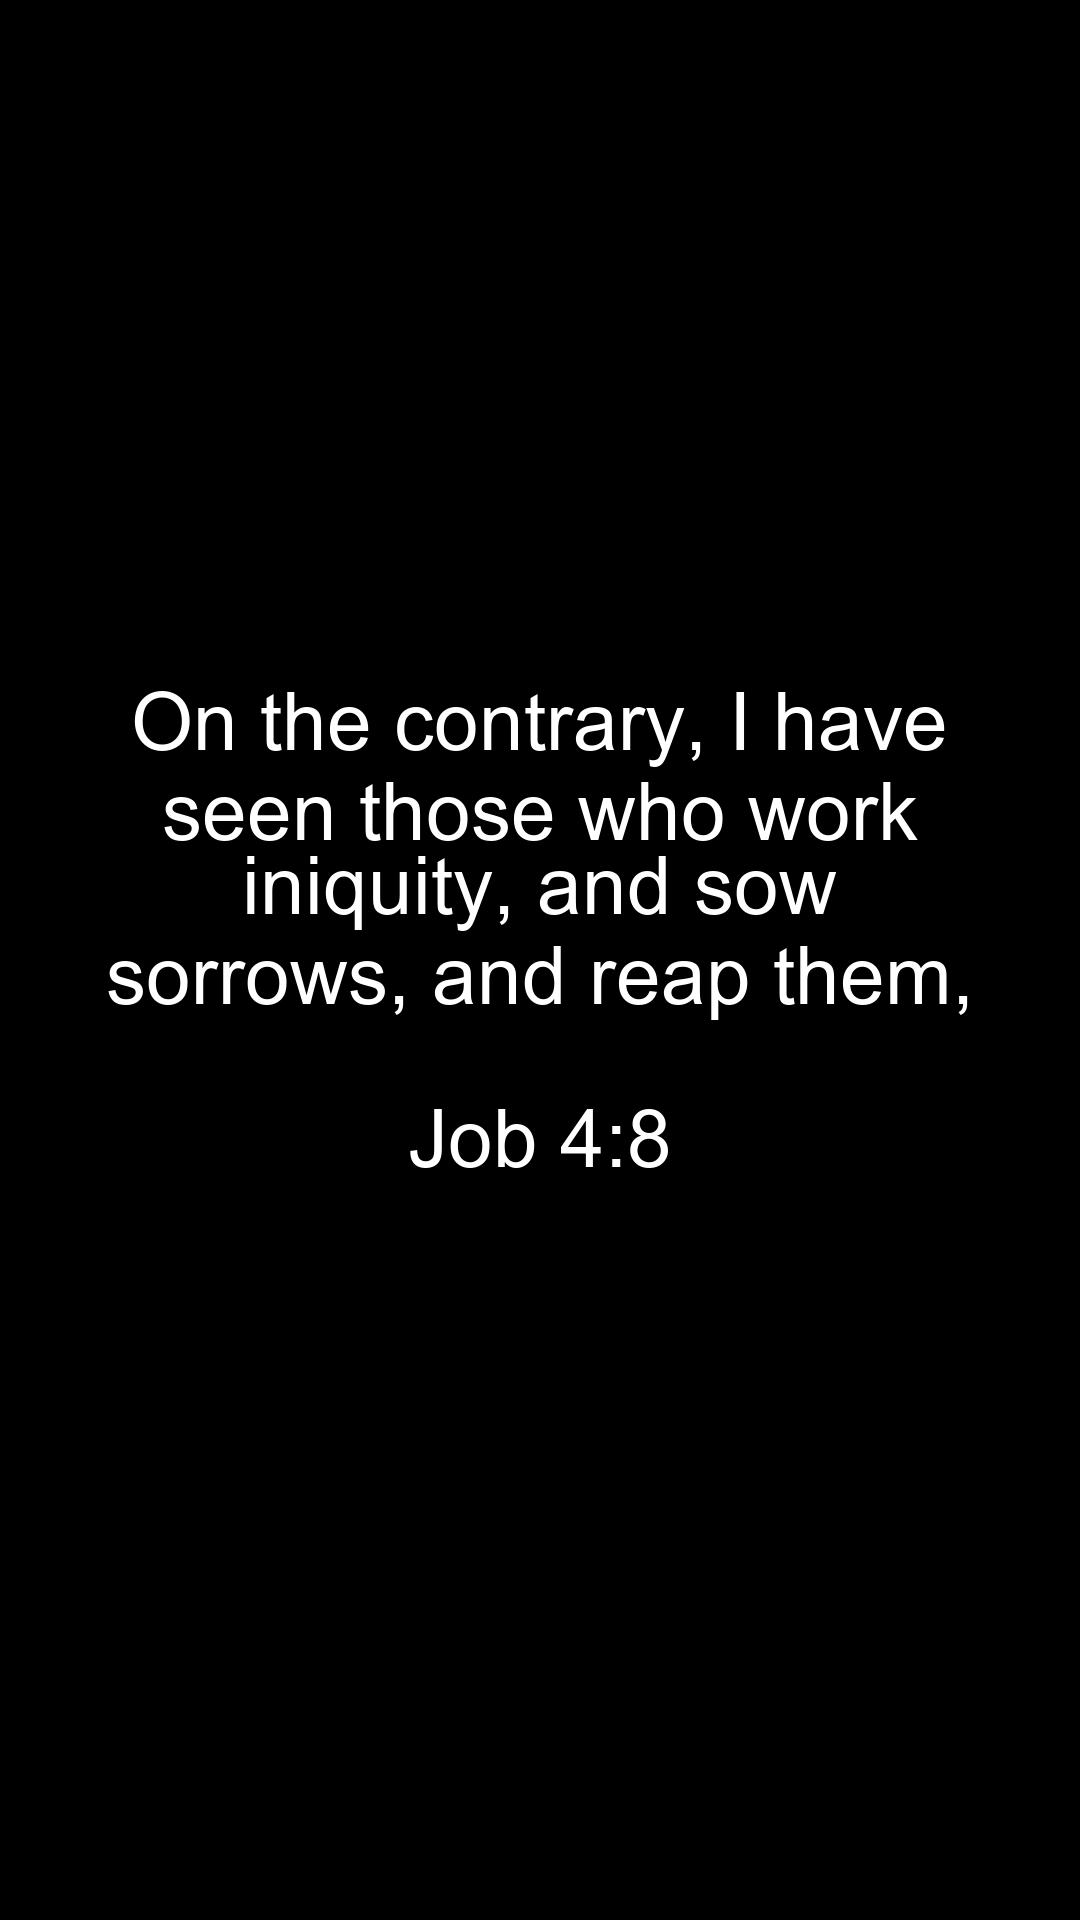 On the contrary, I have
seen those who work
iniquity, and sow
sorrows, and reap them,
Job 4:8